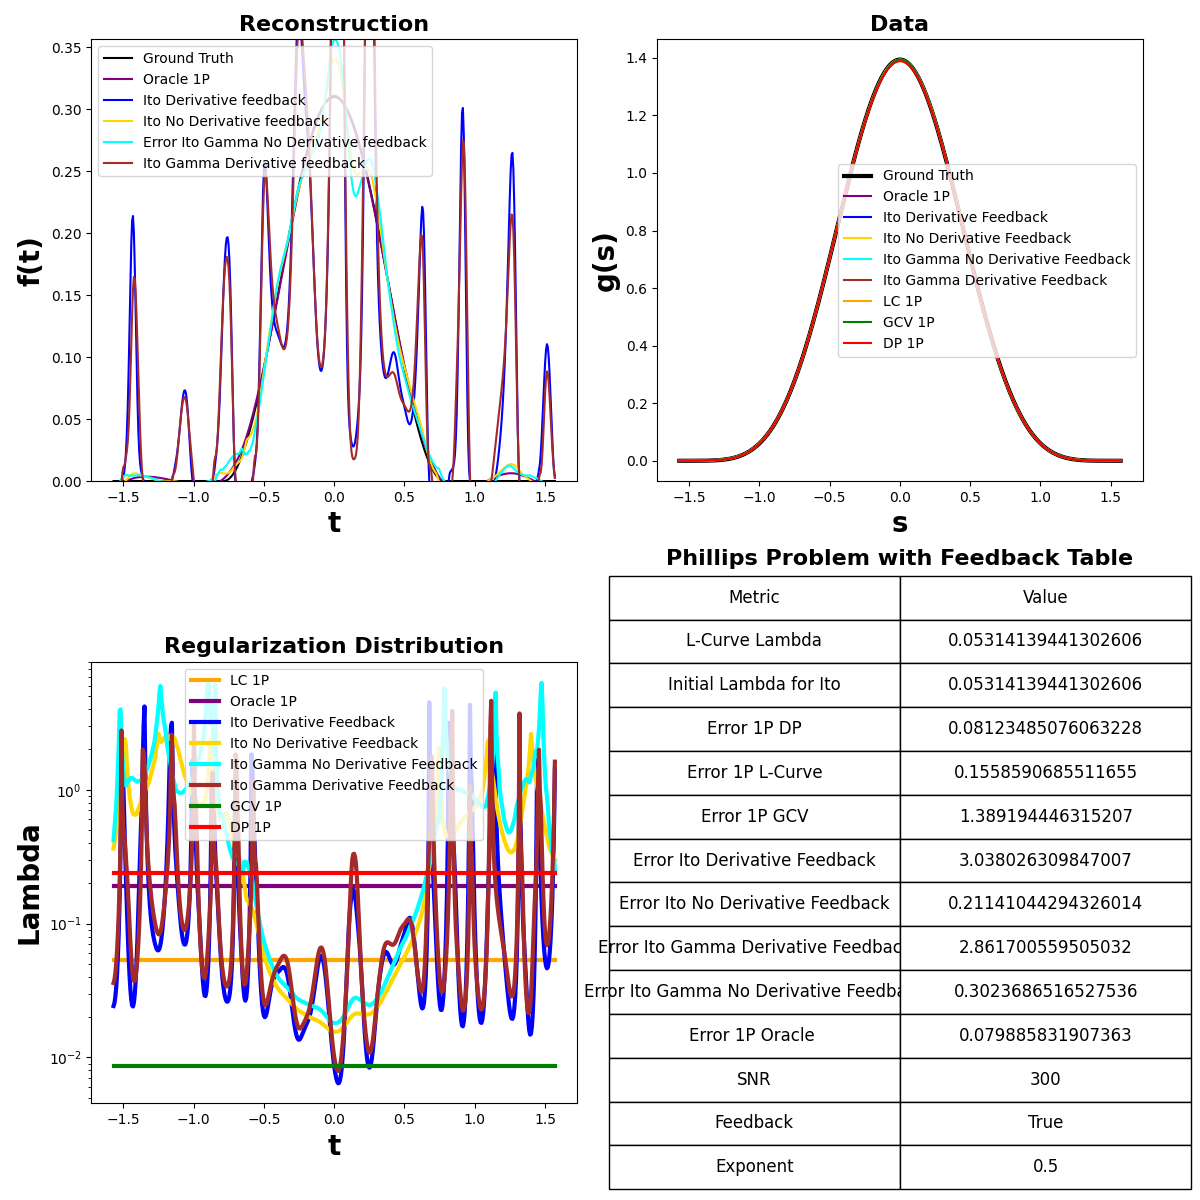 Reconstruction
Ground Truth
Oracle 1P
Ito Derivative feedback
Ito No Derivative feedback
Error Ito Gamma No Derivative feedback
Ito Gamma Derivative feedback
f(t)
0.35
0.30
0.25
0.20
0.15
0.10
0.05
0.00
−1.5 −1.0 −0.5 0.0 0.5 1.0 1.5
t
Data
Ground Truth
Oracle 1P
Ito Derivative Feedback
Ito No Derivative Feedback
Ito Gamma No Derivative Feedback
Ito Gamma Derivative Feedback
LC 1P
GCV 1P
DP 1P
g(s)
1.4
1.2
1.0
0.8
0.6
0.4
0.2
0.0
−1.5 −1.0 −0.5 0.0 0.5 1.0 1.5
s
Regularization Distribution
LC 1P
Oracle 1P
Ito Derivative Feedback
Ito No Derivative Feedback
Ito Gamma No Derivative Feedback
Ito Gamma Derivative Feedback
GCV 1P
DP 1P
Lambda
10⁰
10⁻¹
10⁻²
−1.5 −1.0 −0.5 0.0 0.5 1.0 1.5
t
Phillips Problem with Feedback Table
Metric Value
L-Curve Lambda 0.05314139441302606
Initial Lambda for Ito 0.05314139441302606
Error 1P DP 0.08123485076063228
Error 1P L-Curve 0.1558590685511655
Error 1P GCV 1.389194446315207
Error Ito Derivative Feedback 3.038026309847007
Error Ito No Derivative Feedback 0.21141044294326014
Error Ito Gamma Derivative Feedbac 2.861700559505032
Error Ito Gamma No Derivative Feedba 0.3023686516527536
Error 1P Oracle 0.079885831907363
SNR 300
Feedback True
Exponent 0.5